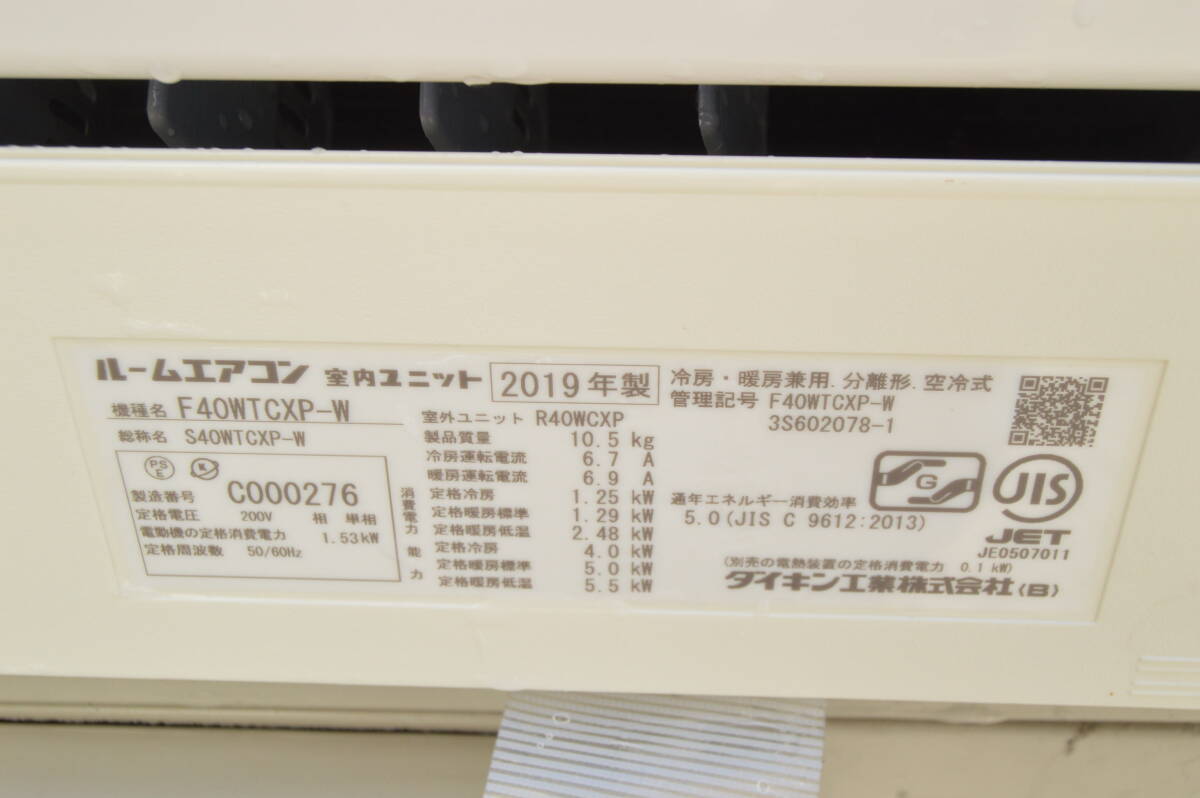 ルームエアコン 室内ユニット 2019年製
機種名 F40WTCXP-W
総称名 S40WTCXP-W
PS
E
製造番号 C000276
定格電圧 200V 相 単相
電動機の定格消費電力 1.53kW
定格周波数 50/60Hz
室外ユニット R40WCXP
製品質量 10.5 kg
冷房運転電流 6.7 A
暖房運転電流 6.9 A
消費電力
定格冷房 1.25 kW
定格暖房標準 1.29 kW
定格暖房低温 2.48 kW
能力
定格冷房 4.0 kW
定格暖房標準 5.0 kW
定格暖房低温 5.5 kW
冷房・暖房兼用.分離形.空冷式
管理記号 F40WTCXP-W
3S602078-1
通年エネルギー消費効率
5.0(JIS C 9612:2013)
G
JIS
JET
JE0507011
(別売の電熱装置の定格消費電力 0.1 kW)
ダイキン工業株式会社(B)